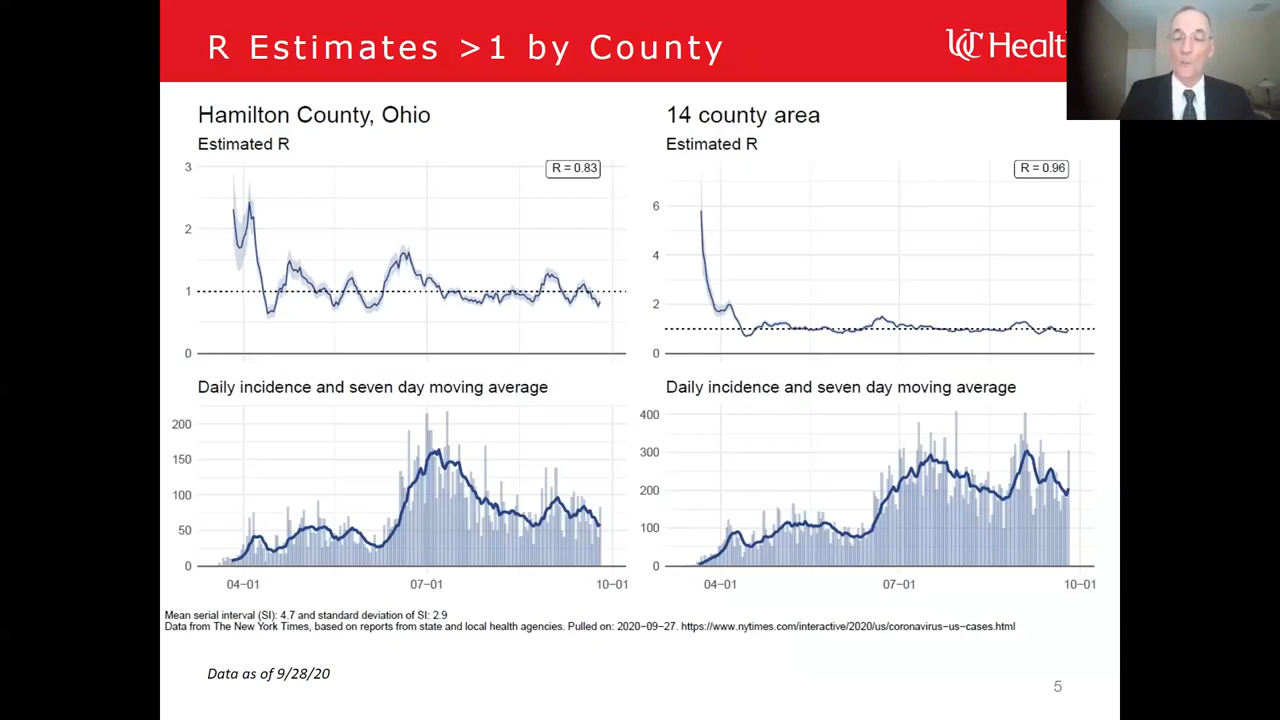 R Estimates >1 by County
UC Health
Hamilton County, Ohio
Estimated R
R = 0.83
3
2
1
0
Daily incidence and seven day moving average
200
150
100
50
0
04−01
07−01
10−01
14 county area
Estimated R
R = 0.96
6
4
2
0
Daily incidence and seven day moving average
400
300
200
100
0
04−01
07−01
10−01
Mean serial interval (SI): 4.7 and standard deviation of SI: 2.9
Data from The New York Times, based on reports from state and local health agencies. Pulled on: 2020−09−27. https://www.nytimes.com/interactive/2020/us/coronavirus−us−cases.html
Data as of 9/28/20
5